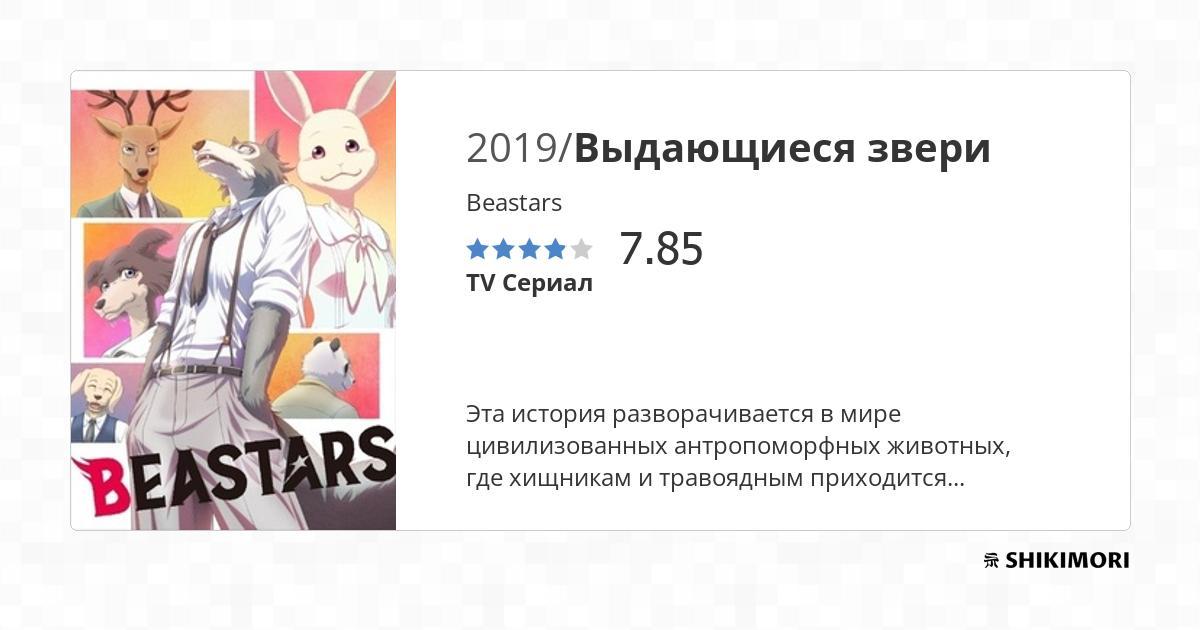 2019/Выдающиеся звери
Beastars
7.85
TV Сериал
Эта история разворачивается в мире
цивилизованных антропоморфных животных,
где хищникам и травоядным приходится...
BEASTARS
SHIKIMORI